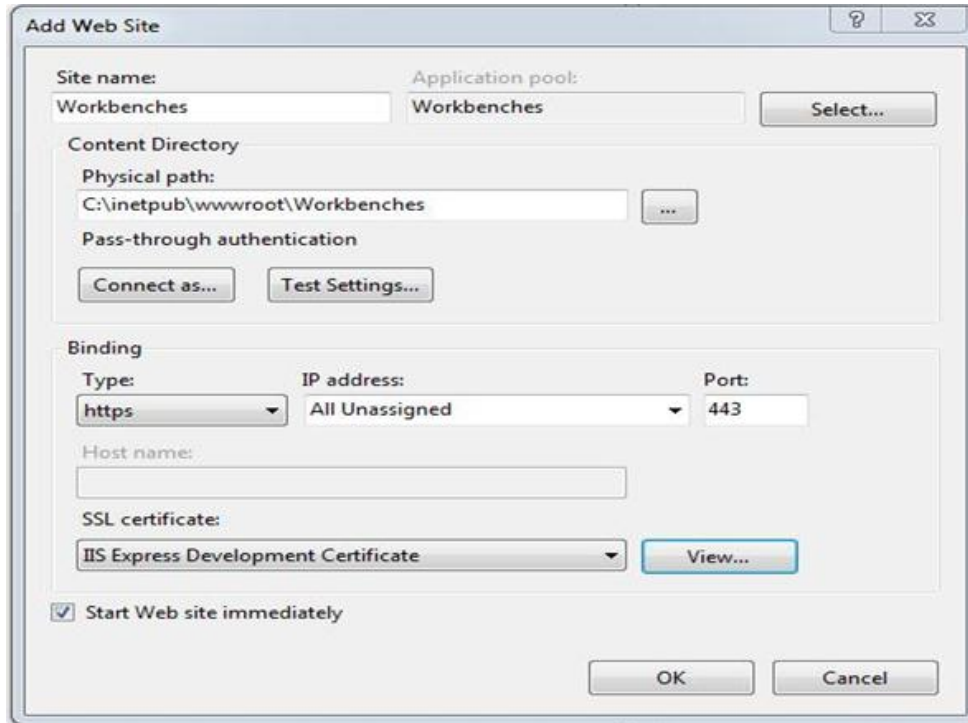 Add Web Site
Site name:
Application pool:
Workbenches
Workbenches
Select...
Content Directory
Physical path:
C:\inetpub\wwwroot\Workbenches
...
Pass-through authentication
Connect as...
Test Settings...
Binding
Type:
IP address:
Port:
https
All Unassigned
443
Host name:
SSL certificate:
IIS Express Development Certificate
View...
Start Web site immediately
OK
Cancel